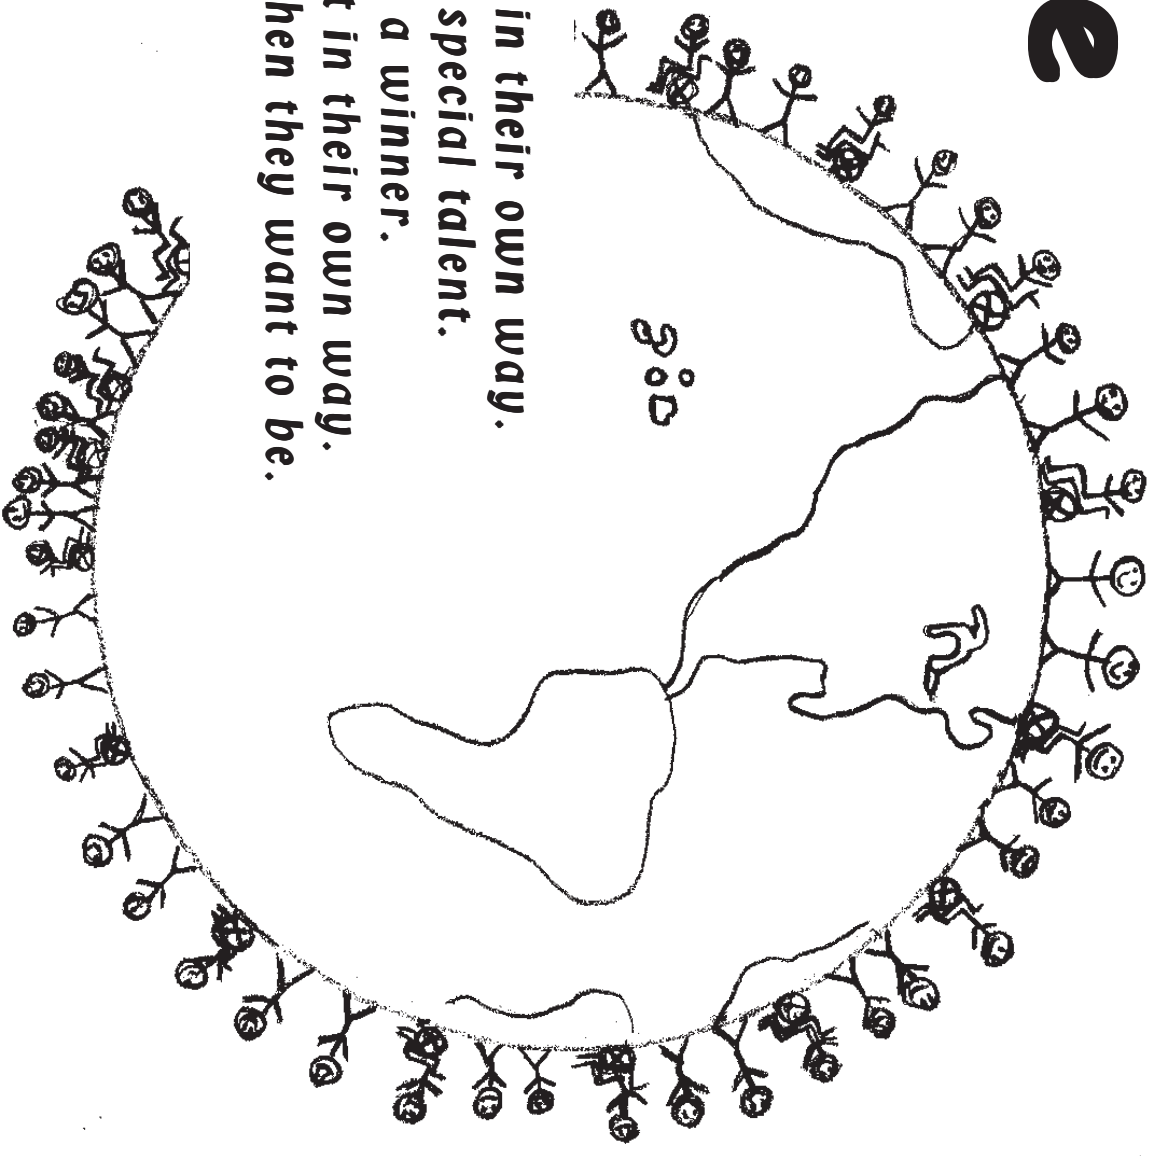 e
in their own way.
special talent.
a winner.
t in their own way.
hen they want to be.